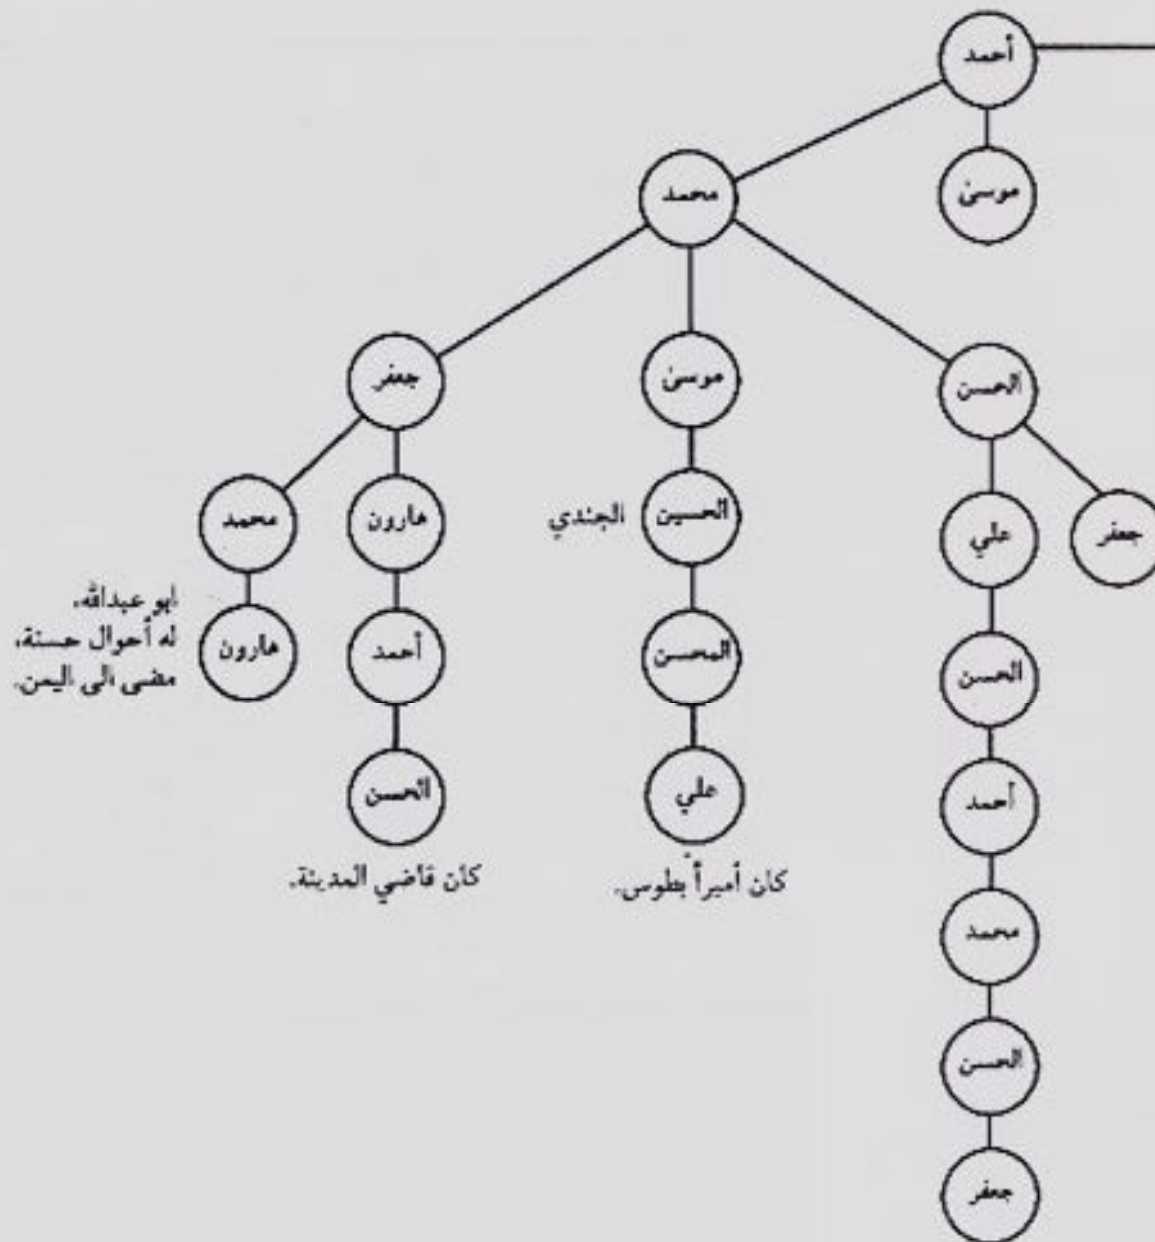 أحمد
محمد
موسى
جعفر
موسى
الحسن
محمد
هارون
الحسين
الجندي
علي
جعفر
هارون
ابو عبدالله،
له أحوال حسنة،
مضى الى اليمن.
أحمد
المحسن
الحسن
الحسن
علي
أحمد
كان قاضي المدينة.
كان أميراً بطوس.
محمد
الحسن
جعفر